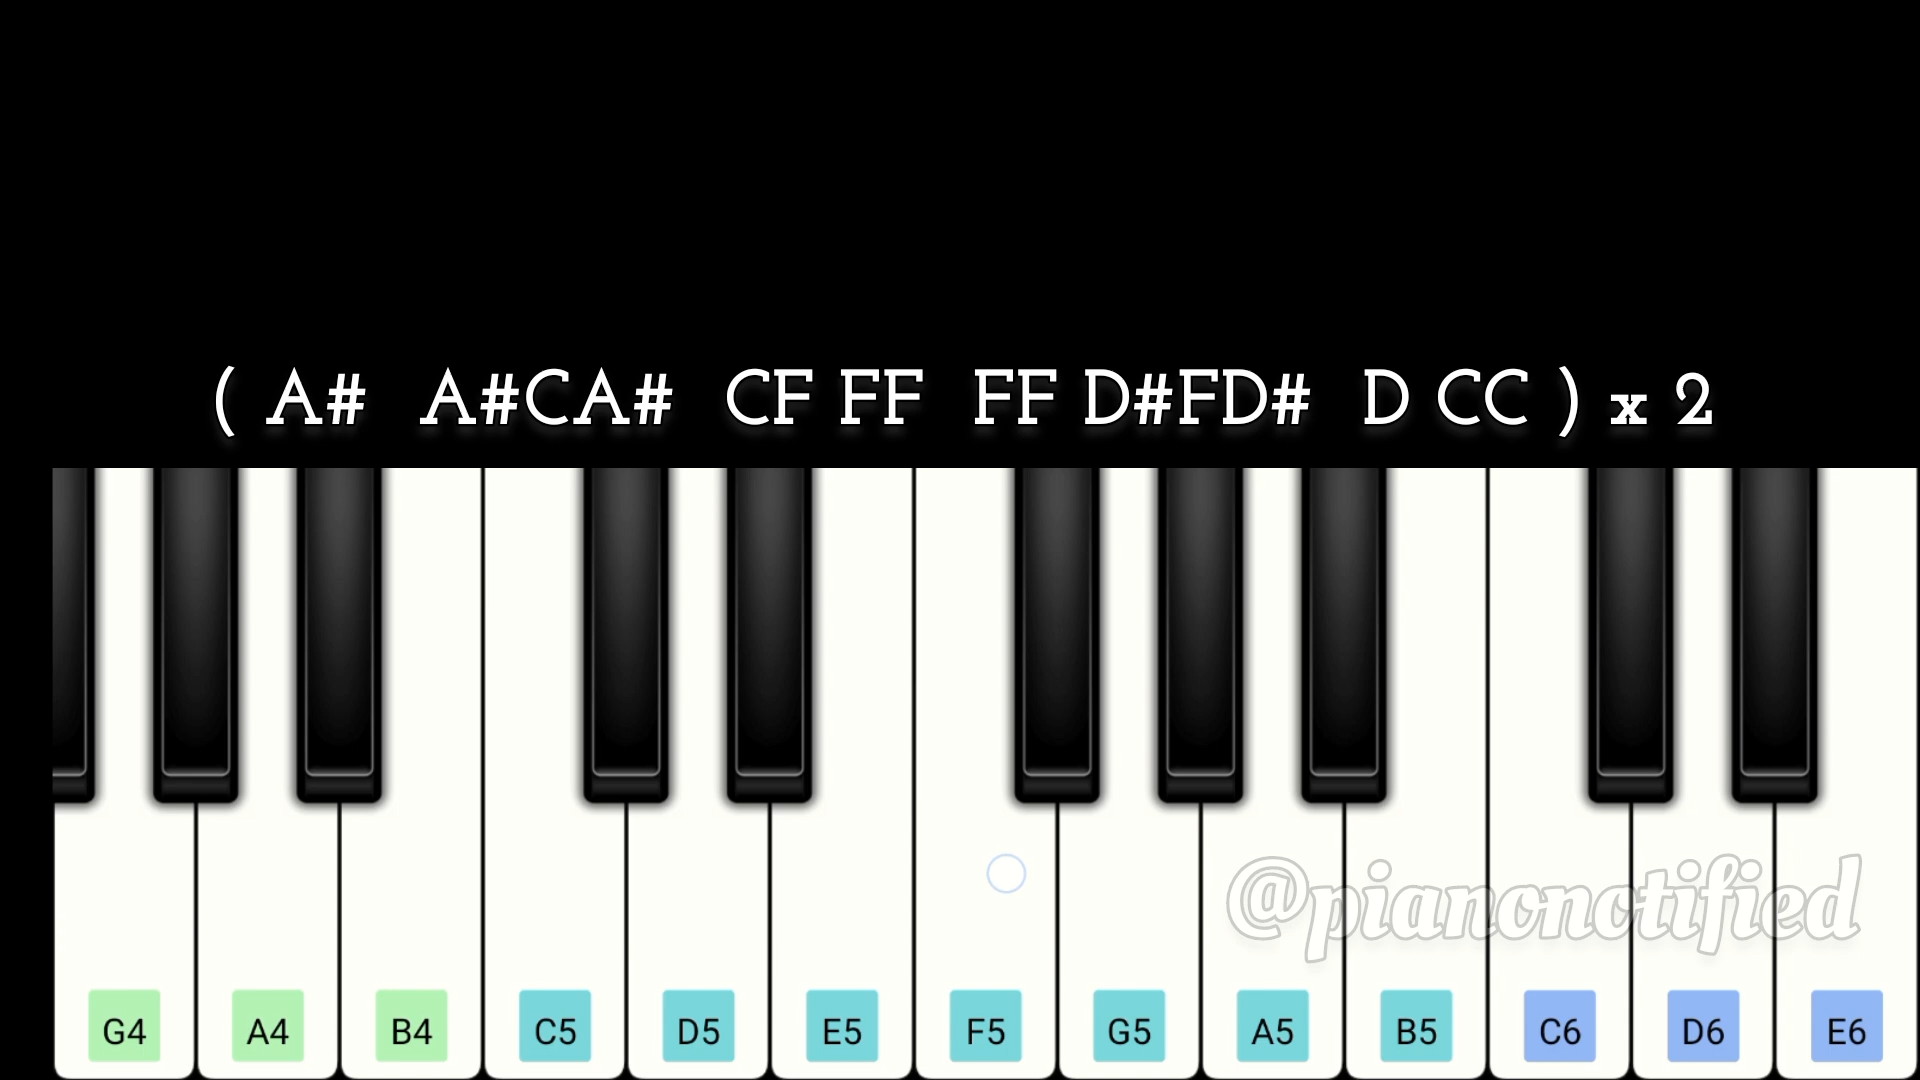 ( A# A#CA# CF FF FF D#FD# D CC ) x 2
@pianonotified
G4 A4 B4 C5 D5 E5 F5 G5 A5 B5 C6 D6 E6